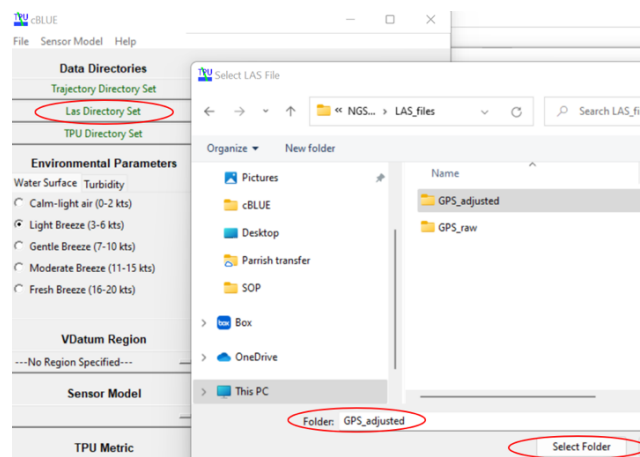 TPU cBLUE
File Sensor Model Help
Data Directories
Trajectory Directory Set
Las Directory Set
TPU Directory Set
Environmental Parameters
Water Surface Turbidity
Calm-light air (0-2 kts)
Light Breeze (3-6 kts)
Gentle Breeze (7-10 kts)
Moderate Breeze (11-15 kts)
Fresh Breeze (16-20 kts)
VDatum Region
---No Region Specified---
Sensor Model
TPU Metric
TPU Select LAS File
« NGS... › LAS_files
Search LAS_fi
Organize New folder
Pictures
cBLUE
Desktop
Parrish transfer
SOP
box Box
OneDrive
This PC
Name
GPS_adjusted
GPS_raw
Folder: GPS_adjusted
Select Folder